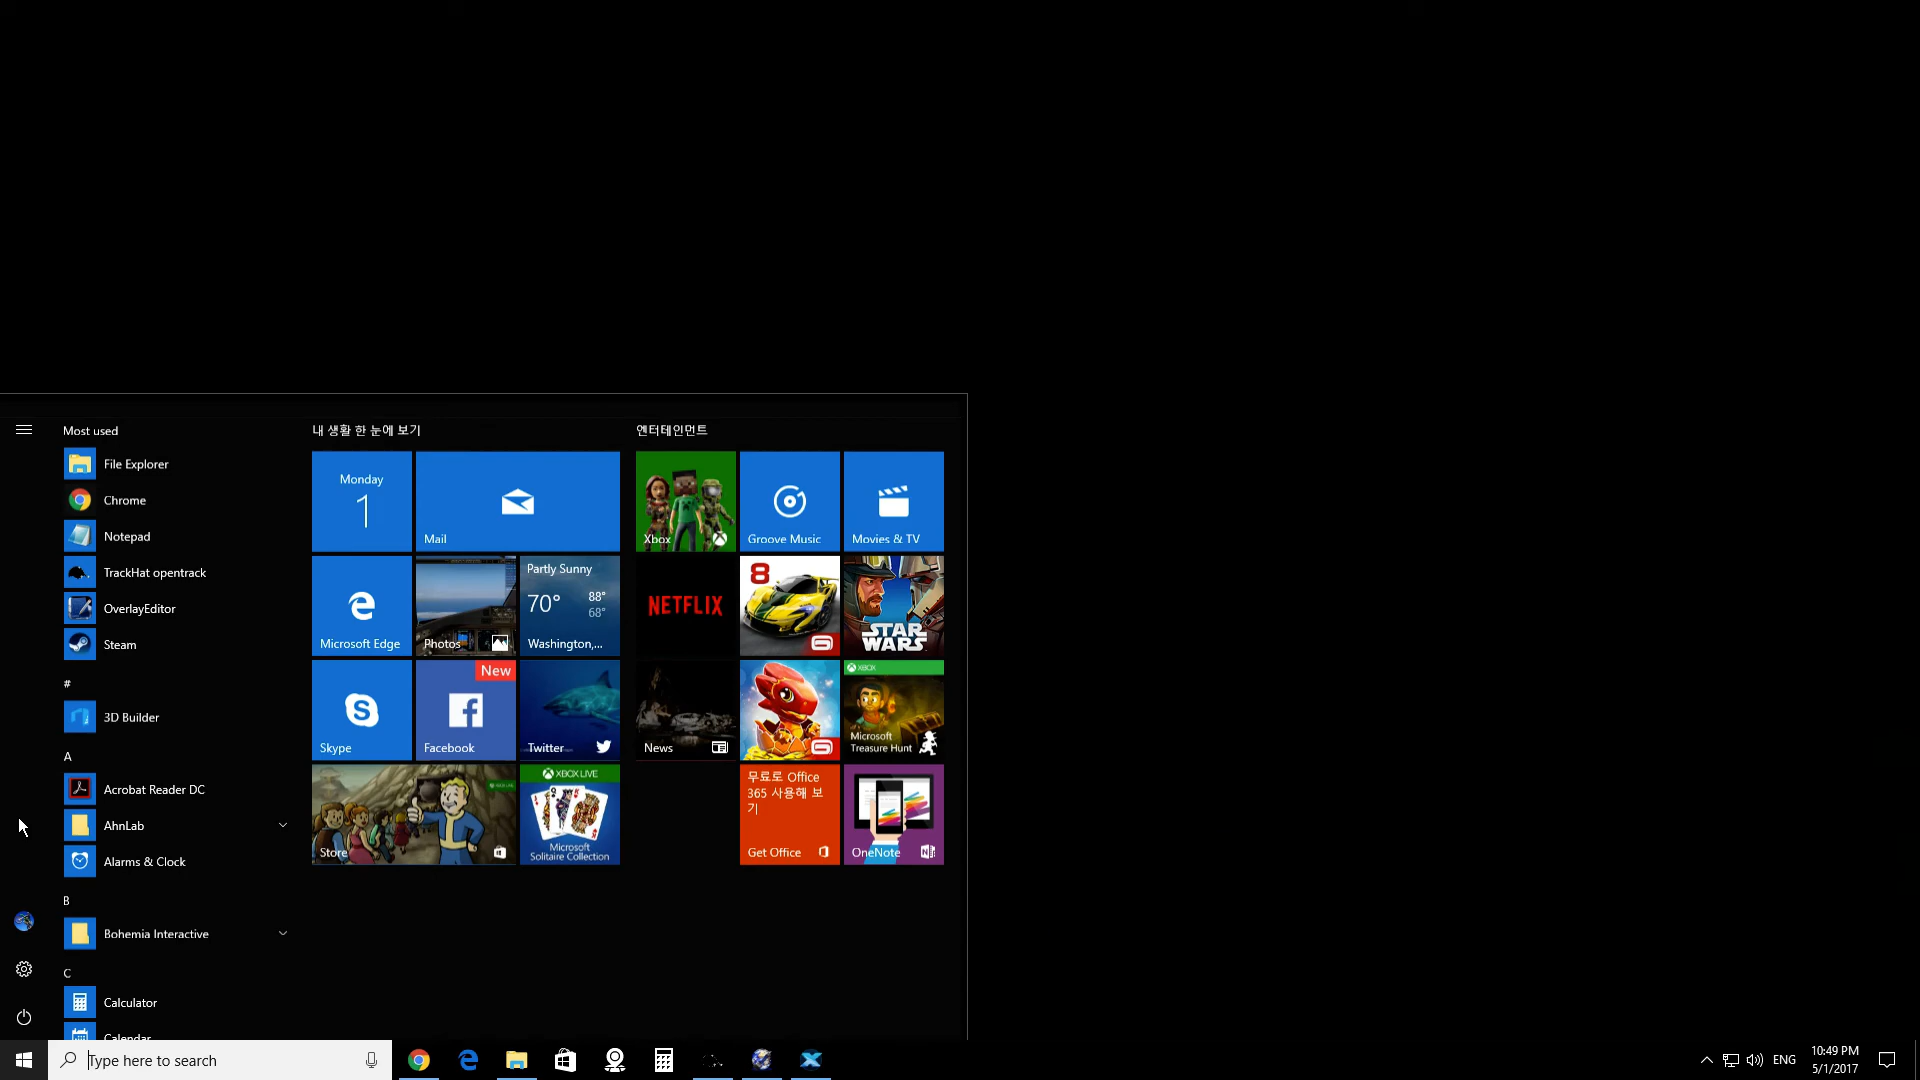 Most used
File Explorer
Chrome
Notepad
TrackHat opentrack
OverlayEditor
Steam
#
3D Builder
A
Acrobat Reader DC
AhnLab
Alarms & Clock
B
Bohemia Interactive
C
Calculator
Calendar
내 생활 한 눈에 보기
Monday
1
Mail
Microsoft Edge
Photos
Partly Sunny
70° 88°
68°
Washington,...
Skype
New
Facebook
Twitter
Store
XBOX LIVE
Microsoft
Solitaire Collection
엔터테인먼트
Xbox
Groove Music
Movies & TV
NETFLIX
8
STAR
WARS
News
XBOX
Microsoft
Treasure Hunt
무료로 Office
365 사용해 보
기
Get Office
OneNote
Type here to search
ENG
10:49 PM
5/1/2017